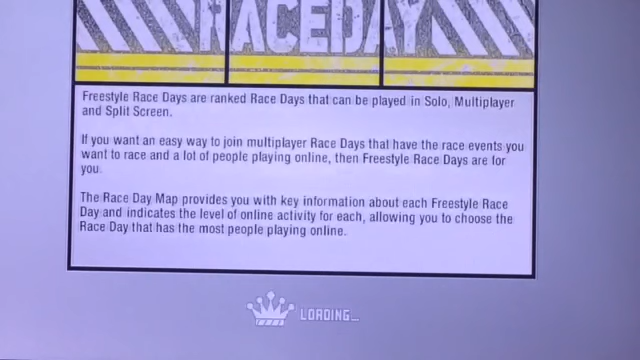 RACEDAY
Freestyle Race Days are ranked Race Days that can be played in Solo, Multiplayer
and Split Screen.
If you want an easy way to join multiplayer Race Days that have the race events you
want to race and a lot of people playing online, then Freestyle Race Days are for
you.
The Race Day Map provides you with key information about each Freestyle Race
Day and indicates the level of online activity for each, allowing you to choose the
Race Day that has the most people playing online.
LOADING...